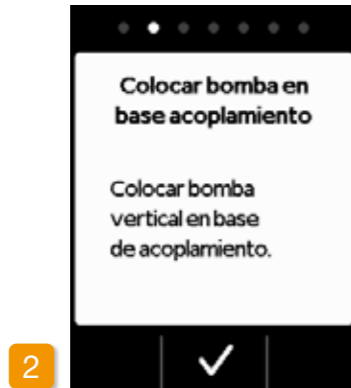 Colocar bomba en
base acoplamiento
Colocar bomba
vertical en base
de acoplamiento.
2